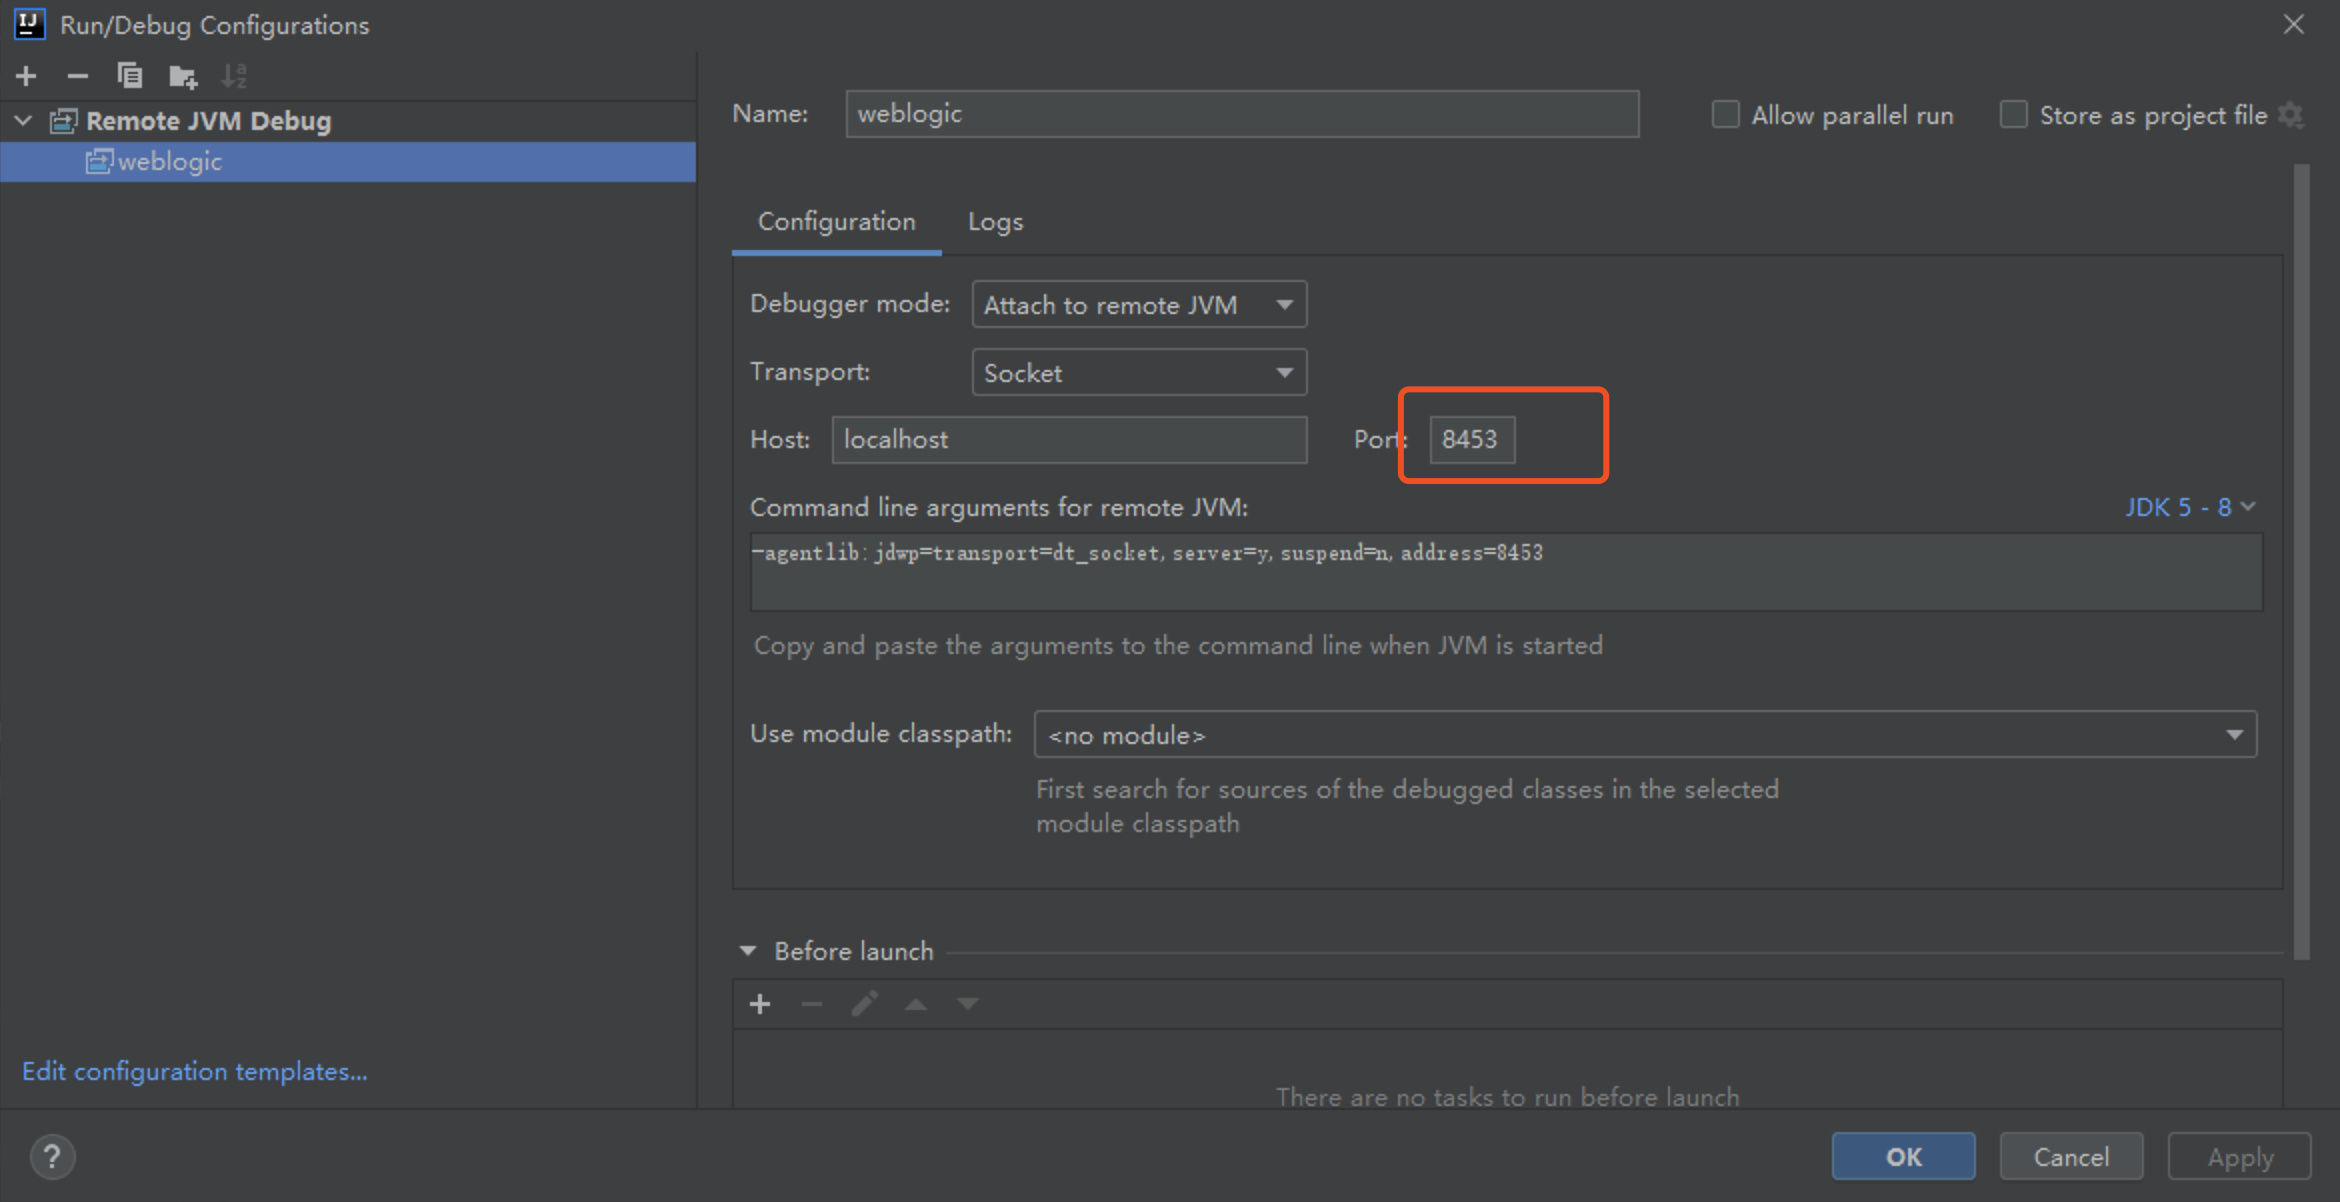 Run/Debug Configurations
Remote JVM Debug
weblogic
Edit configuration templates...
Name: weblogic
Allow parallel run
Store as project file
Configuration Logs
Debugger mode: Attach to remote JVM
Transport: Socket
Host: localhost Port: 8453
Command line arguments for remote JVM: JDK 5 - 8
-agentlib:jdwp=transport=dt_socket,server=y,suspend=n,address=8453
Copy and paste the arguments to the command line when JVM is started
Use module classpath: <no module>
First search for sources of the debugged classes in the selected
module classpath
Before launch
There are no tasks to run before launch
? OK Cancel Apply